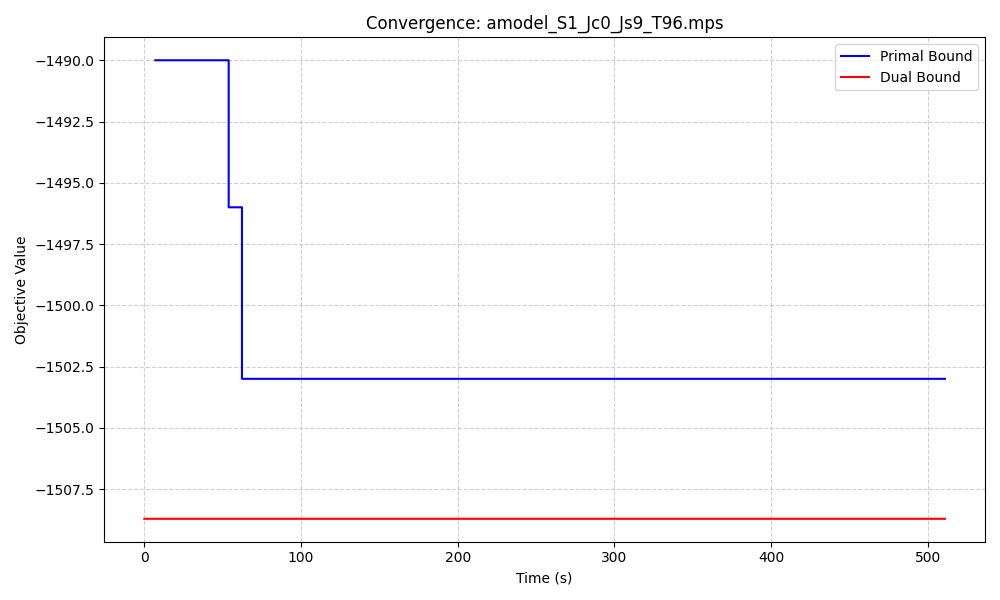 Convergence: amodel_S1_Jc0_Js9_T96.mps
Primal Bound
Dual Bound
−1490.0
−1492.5
−1495.0
−1497.5
−1500.0
−1502.5
−1505.0
−1507.5
Objective Value
0 100 200 300 400 500
Time (s)